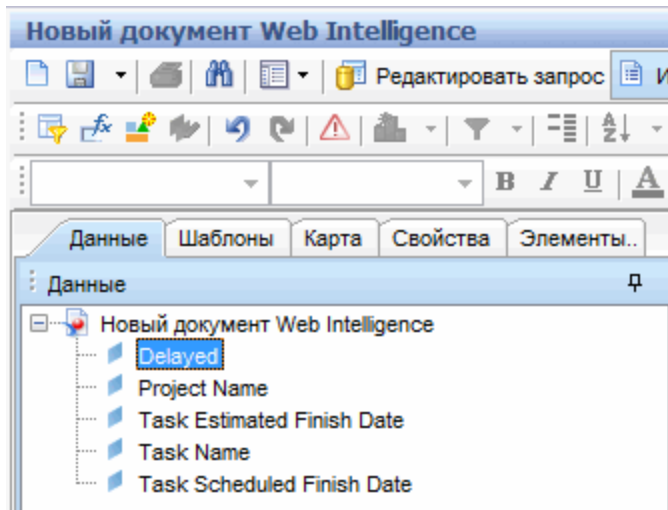 Новый документ Web Intelligence
Редактировать запрос
B I U A
Данные Шаблоны Карта Свойства Элементы..
Данные
Новый документ Web Intelligence
Delayed
Project Name
Task Estimated Finish Date
Task Name
Task Scheduled Finish Date